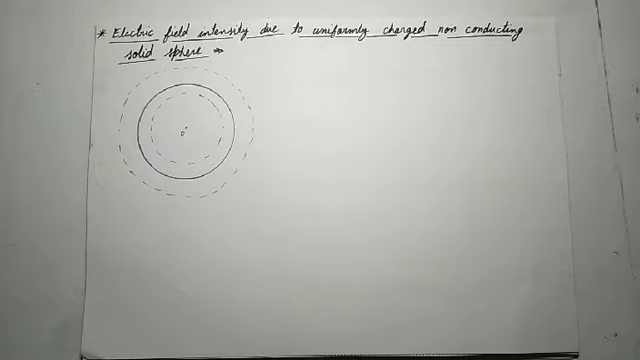 * Electric field intensity due to uniformly charged non conducting
solid sphere ⇒
O